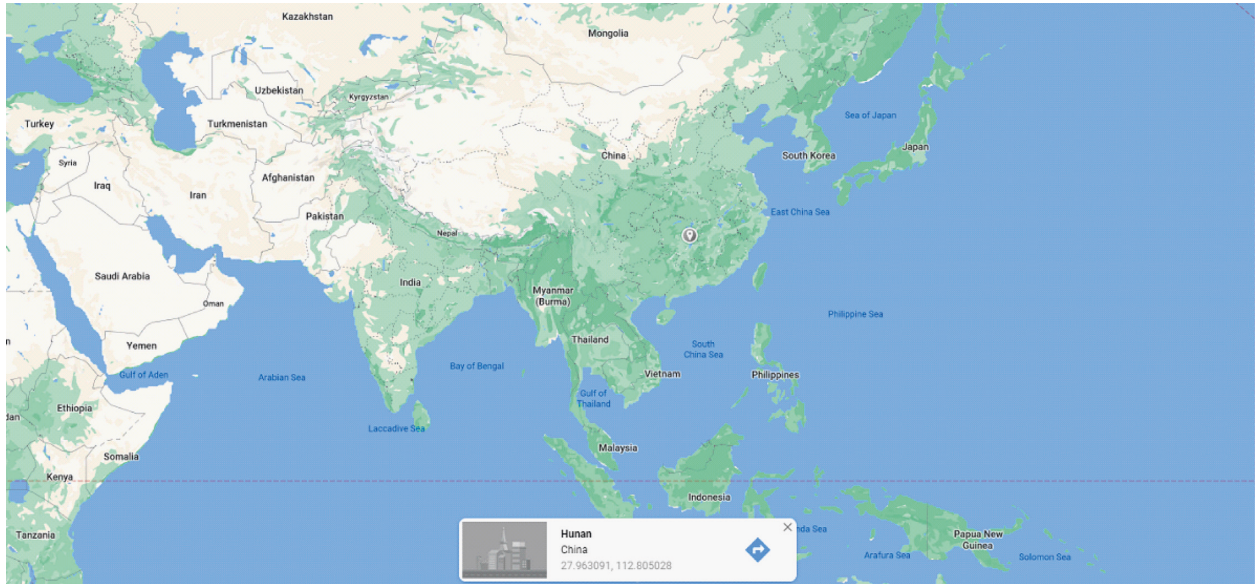 Kazakhstan
Mongolia
Uzbekistan
Kyrgyzstan
Turkey
Turkmenistan
Sea of Japan
Japan
Syria
China
South Korea
Iraq
Afghanistan
Iran
Pakistan
East China Sea
Nepal
Saudi Arabia
India
Oman
Myanmar
(Burma)
Philippine Sea
Yemen
Thailand
South
China Sea
Gulf of Aden
Arabian Sea
Bay of Bengal
Vietnam
Philippines
Gulf of
Thailand
Ethiopia
dan
Laccadive Sea
Somalia
Malaysia
Kenya
Indonesia
Tanzania
nda Sea
Papua New
Guinea
Arafura Sea
Solomon Sea
Hunan
China
27.963091, 112.805028